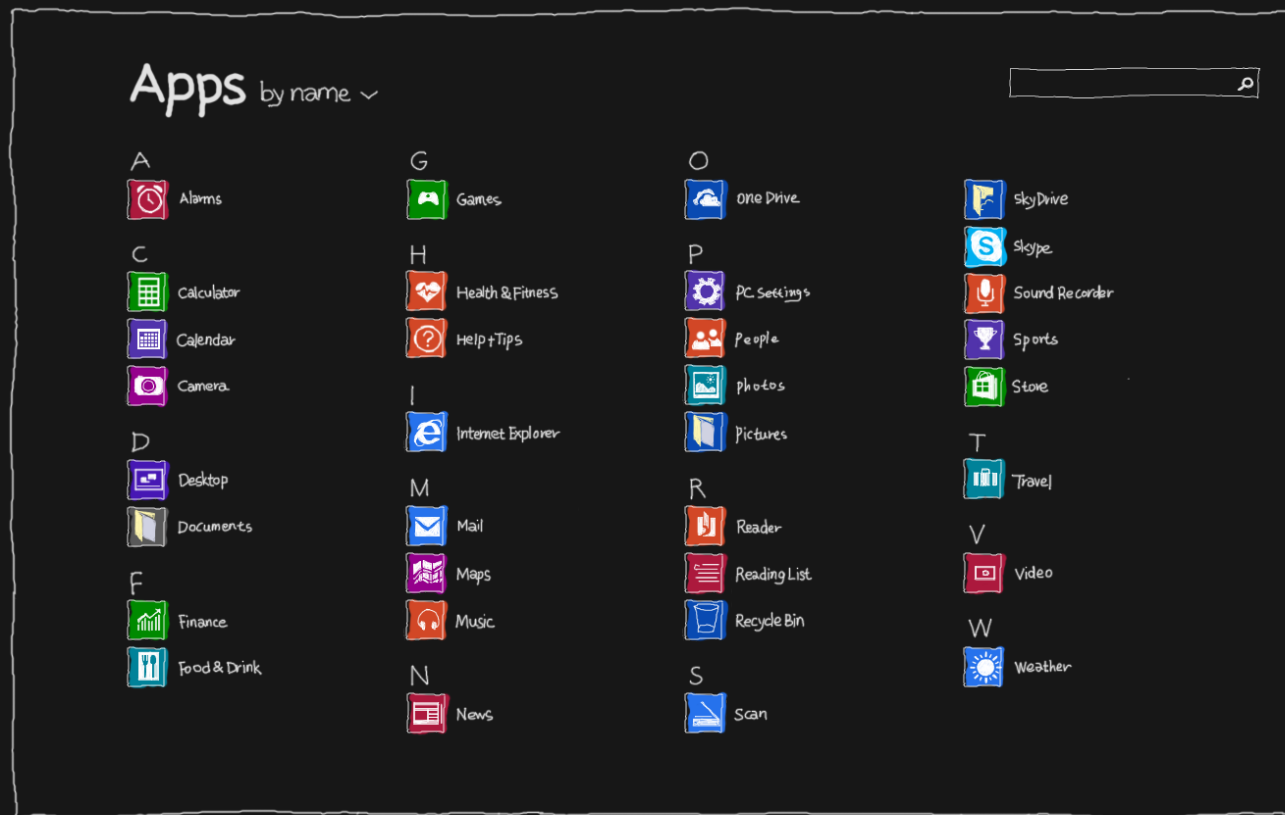 Apps by name
A
Alarms
C
Calculator
Calendar
Camera
D
Desktop
Documents
F
Finance
Food & Drink
G
Games
H
Health & Fitness
Help+Tips
I
Internet Explorer
M
Mail
Maps
Music
N
News
O
One Drive
P
PC Settings
People
Photos
Pictures
R
Reader
Reading List
Recycle Bin
S
Scan
SkyDrive
S
Skype
Sound Recorder
Sports
Store
T
Travel
V
Video
W
Weather